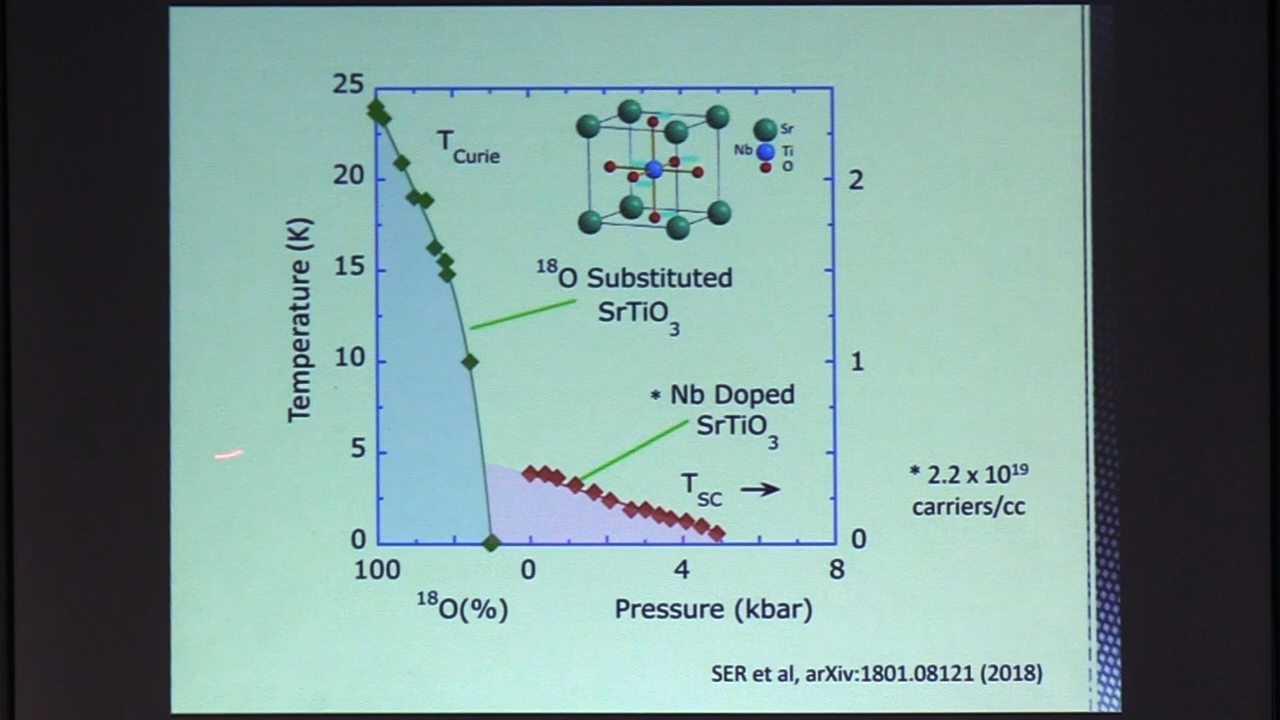 25
20
15
10
5
0
Temperature (K)
T Curie
Sr
Nb Ti
O
2
1
0
¹⁸O Substituted
SrTiO₃
* Nb Doped
SrTiO₃
T SC →
* 2.2 x 10¹⁹
carriers/cc
100 0 4 8
¹⁸O(%) Pressure (kbar)
SER et al, arXiv:1801.08121 (2018)